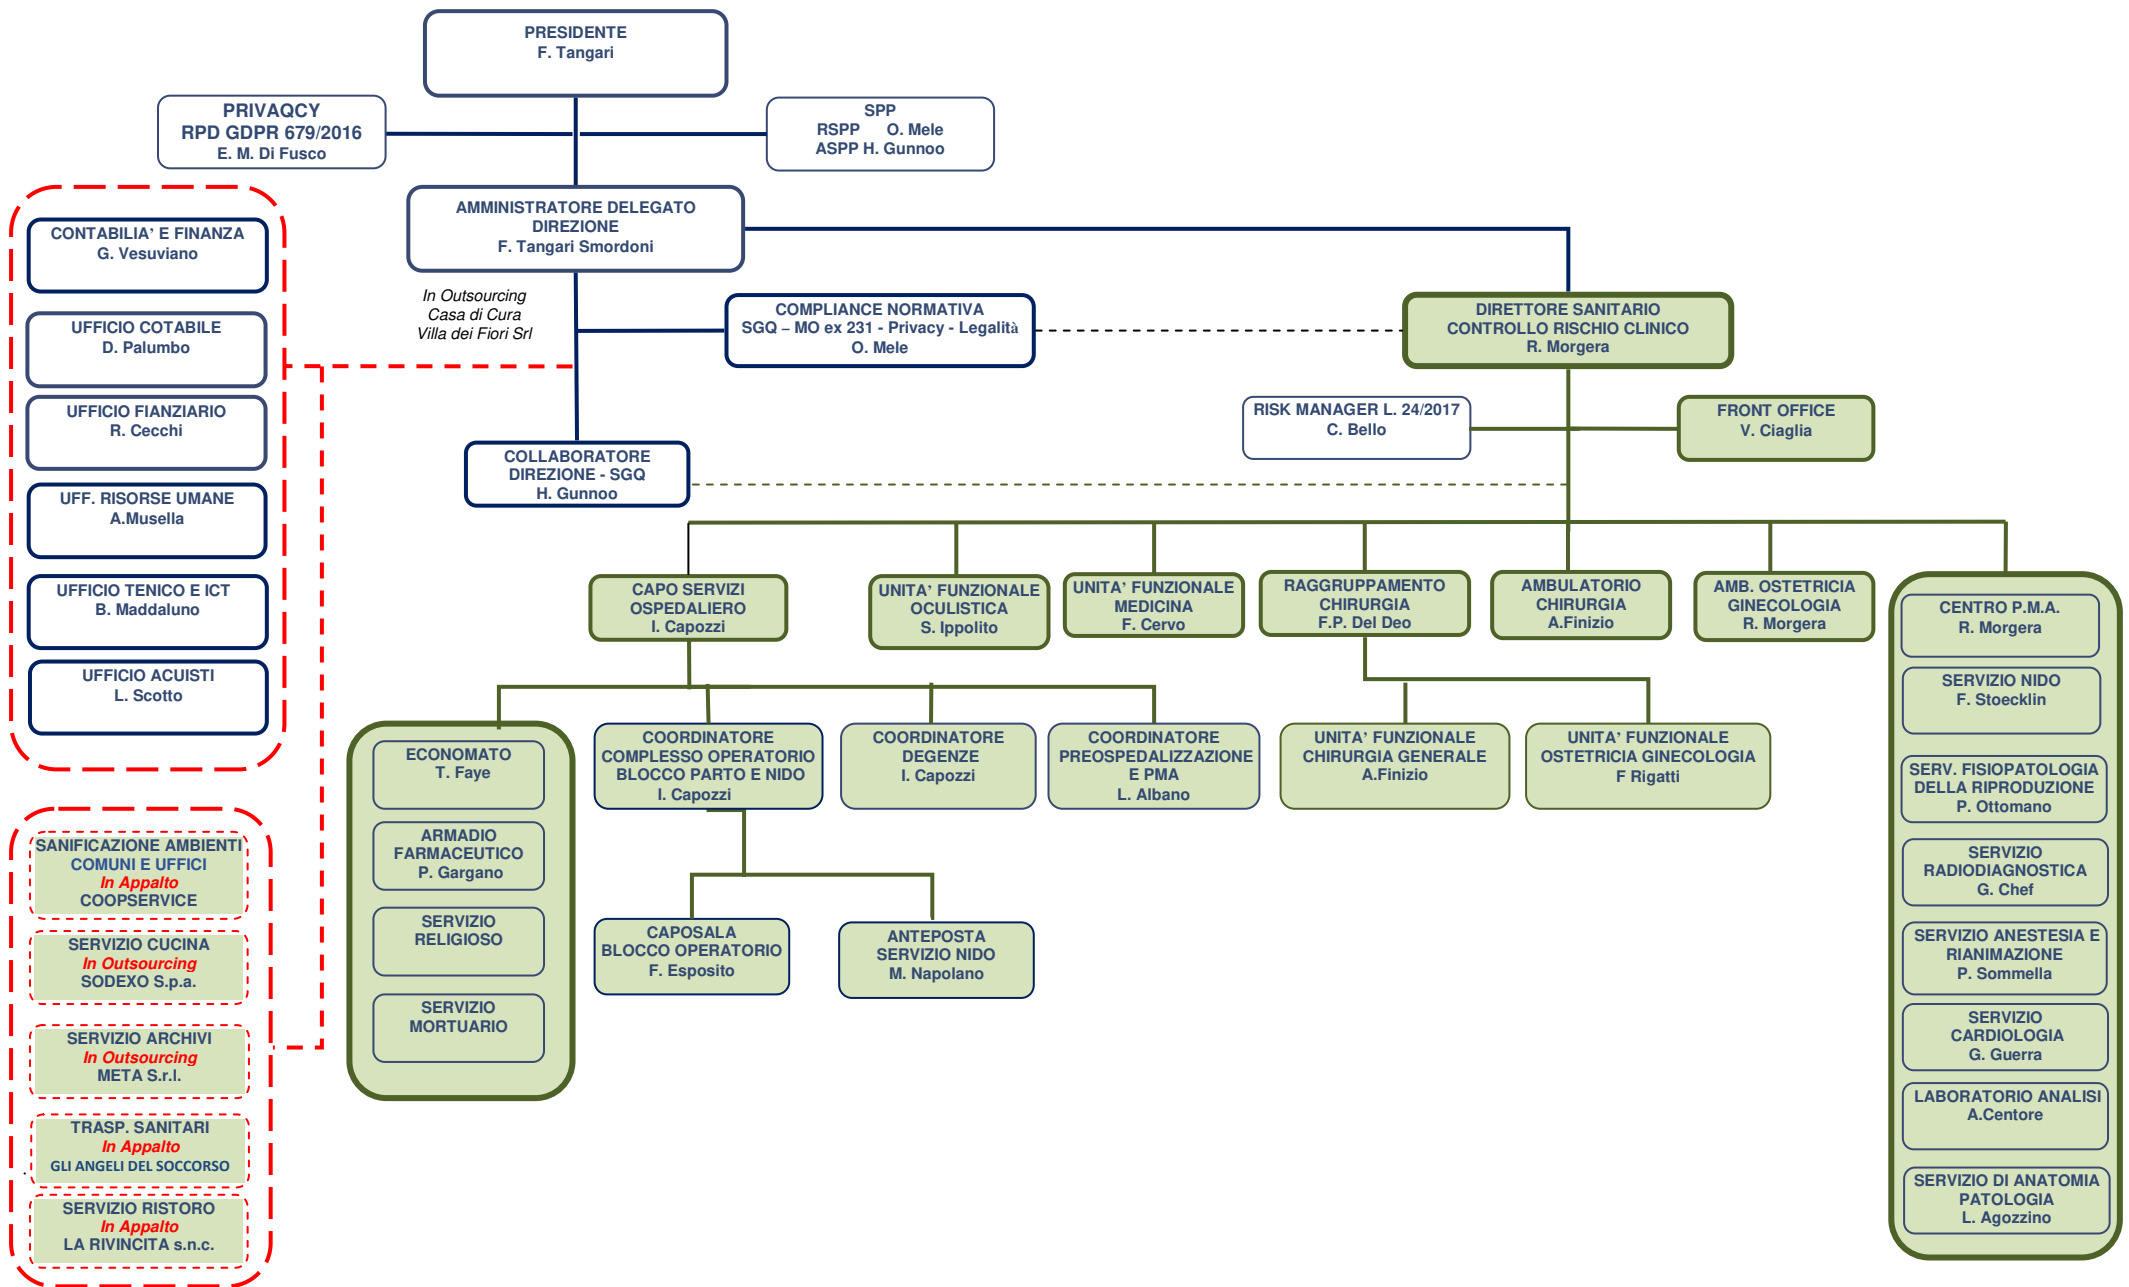 PRESIDENTE
F. Tangari
PRIVAQCY
RPD GDPR 679/2016
E. M. Di Fusco
SPP
RSPP O. Mele
ASPP H. Gunnoo
AMMINISTRATORE DELEGATO
DIREZIONE
F. Tangari Smordoni
CONTABILIA’ E FINANZA
G. Vesuviano
UFFICIO COTABILE
D. Palumbo
UFFICIO FIANZIARIO
R. Cecchi
UFF. RISORSE UMANE
A.Musella
UFFICIO TENICO E ICT
B. Maddaluno
UFFICIO ACUISTI
L. Scotto
In Outsourcing
Casa di Cura
Villa dei Fiori Srl
COMPLIANCE NORMATIVA
SGQ – MO ex 231 - Privacy - Legalità
O. Mele
DIRETTORE SANITARIO
CONTROLLO RISCHIO CLINICO
R. Morgera
RISK MANAGER L. 24/2017
C. Bello
FRONT OFFICE
V. Ciaglia
COLLABORATORE
DIREZIONE - SGQ
H. Gunnoo
CAPO SERVIZI
OSPEDALIERO
I. Capozzi
UNITA’ FUNZIONALE
OCULISTICA
S. Ippolito
UNITA’ FUNZIONALE
MEDICINA
F. Cervo
RAGGRUPPAMENTO
CHIRURGIA
F.P. Del Deo
AMBULATORIO
CHIRURGIA
A.Finizio
AMB. OSTETRICIA
GINECOLOGIA
R. Morgera
CENTRO P.M.A.
R. Morgera
SERVIZIO NIDO
F. Stoecklin
SERV. FISIOPATOLOGIA
DELLA RIPRODUZIONE
P. Ottomano
SERVIZIO
RADIODIAGNOSTICA
G. Chef
SERVIZIO ANESTESIA E
RIANIMAZIONE
P. Sommella
SERVIZIO
CARDIOLOGIA
G. Guerra
LABORATORIO ANALISI
A.Centore
SERVIZIO DI ANATOMIA
PATOLOGIA
L. Agozzino
ECONOMATO
T. Faye
ARMADIO
FARMACEUTICO
P. Gargano
SERVIZIO
RELIGIOSO
SERVIZIO
MORTUARIO
COORDINATORE
COMPLESSO OPERATORIO
BLOCCO PARTO E NIDO
I. Capozzi
COORDINATORE
DEGENZE
I. Capozzi
COORDINATORE
PREOSPEDALIZZAZIONE
E PMA
L. Albano
UNITA’ FUNZIONALE
CHIRURGIA GENERALE
A.Finizio
UNITA’ FUNZIONALE
OSTETRICIA GINECOLOGIA
F Rigatti
CAPOSALA
BLOCCO OPERATORIO
F. Esposito
ANTEPOSTA
SERVIZIO NIDO
M. Napolano
SANIFICAZIONE AMBIENTI
COMUNI E UFFICI
In Appalto
COOPSERVICE
SERVIZIO CUCINA
In Outsourcing
SODEXO S.p.a.
SERVIZIO ARCHIVI
In Outsourcing
META S.r.l.
TRASP. SANITARI
In Appalto
GLI ANGELI DEL SOCCORSO
SERVIZIO RISTORO
In Appalto
LA RIVINCITA s.n.c.